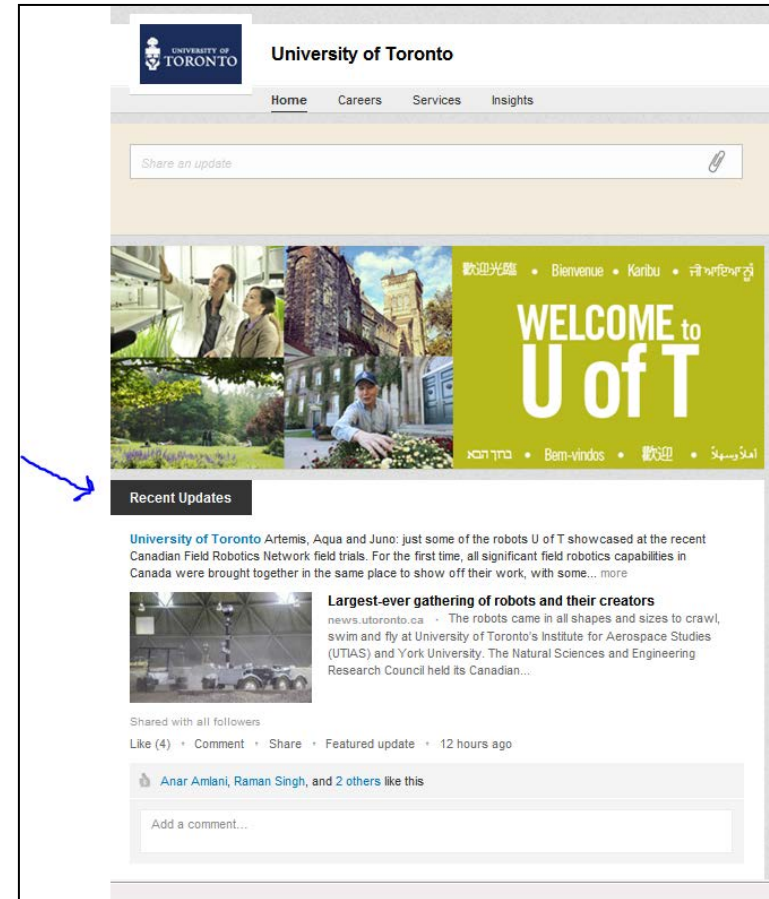 UNIVERSITY OF
TORONTO
University of Toronto
Home Careers Services Insights
Share an update
歡迎光臨 • Bienvenue • Karibu • ਜੀ ਆਇਆਂ ਨੂੰ
WELCOME to
U of T
ברוך הבא • Bem-vindos • 歡迎 • اهلاً وسهلاً
Recent Updates
University of Toronto Artemis, Aqua and Juno: just some of the robots U of T showcased at the recent
Canadian Field Robotics Network field trials. For the first time, all significant field robotics capabilities in
Canada were brought together in the same place to show off their work, with some... more
Largest-ever gathering of robots and their creators
news.utoronto.ca · The robots came in all shapes and sizes to crawl,
swim and fly at University of Toronto's Institute for Aerospace Studies
(UTIAS) and York University. The Natural Sciences and Engineering
Research Council held its Canadian...
Shared with all followers
Like (4) · Comment · Share · Featured update · 12 hours ago
Anar Amlani, Raman Singh, and 2 others like this
Add a comment...